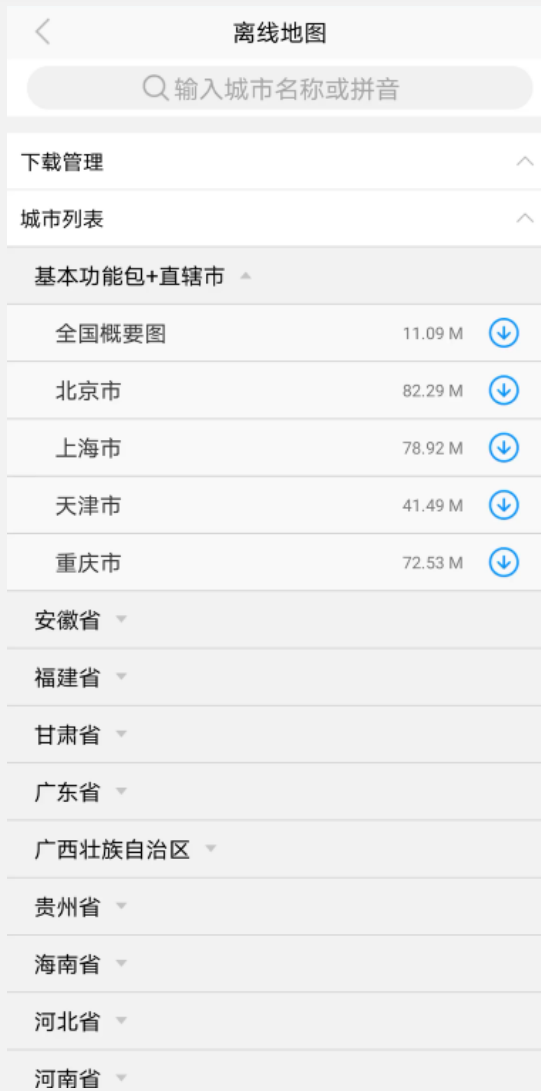 离线地图
输入城市名称或拼音
下载管理
城市列表
基本功能包+直辖市
全国概要图 11.09 M
北京市 82.29 M
上海市 78.92 M
天津市 41.49 M
重庆市 72.53 M
安徽省
福建省
甘肃省
广东省
广西壮族自治区
贵州省
海南省
河北省
河南省